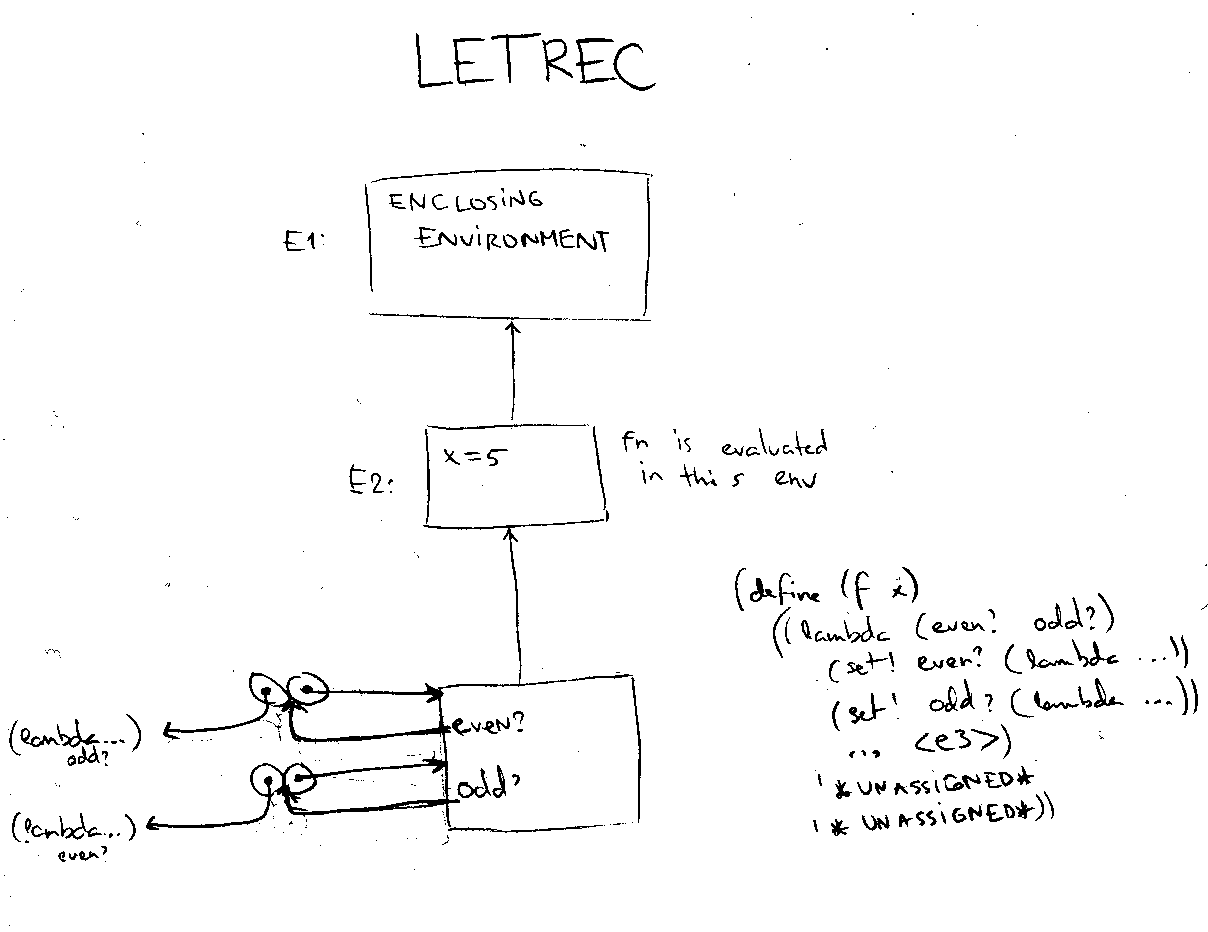 LETREC
ENCLOSING
ENVIRONMENT
E1:
x=5
E2:
Fn is evaluated
in this env
(define (f x)
((lambda (even? odd?)
(set! even? (lambda ...))
(set! odd? (lambda ...))
... <e3>)
'*UNASSIGNED*
'*UNASSIGNED*))
even?
(lambda...)
odd?
odd?
(lambda...)
even?